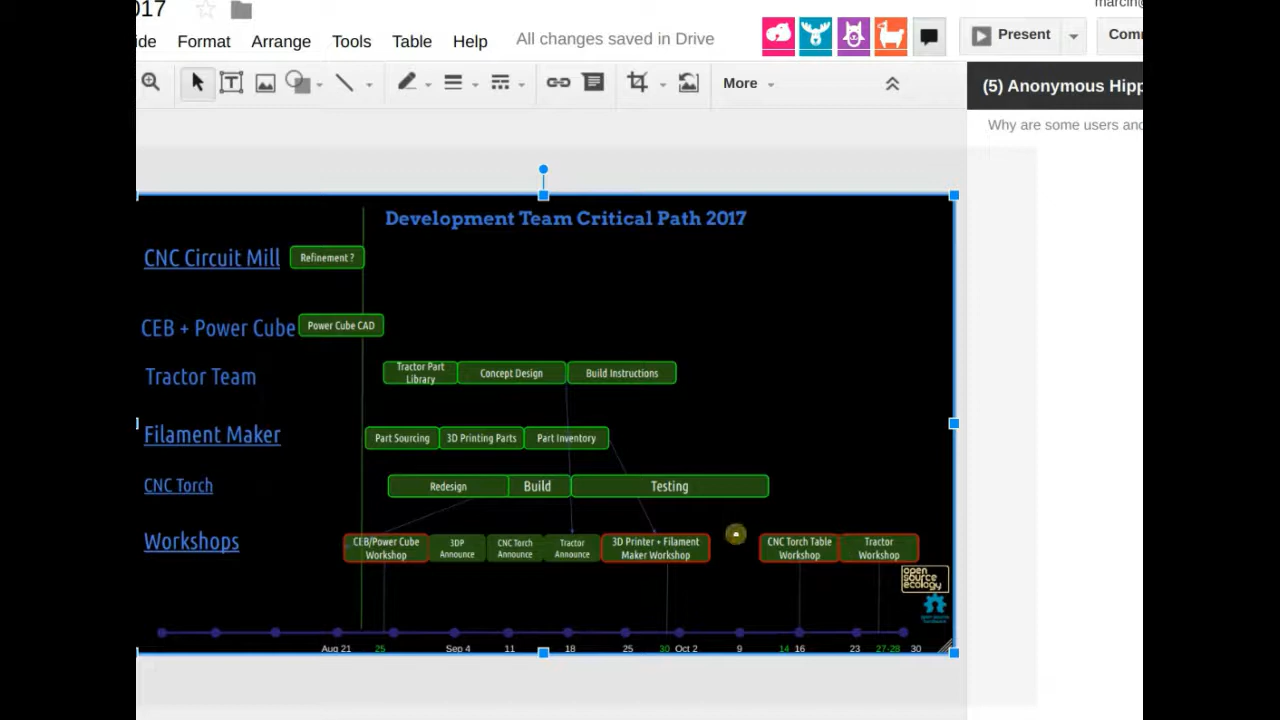 017
marcin@
ide Format Arrange Tools Table Help All changes saved in Drive
Present
Com
More
(5) Anonymous Hipp
Why are some users ano
Development Team Critical Path 2017
CNC Circuit Mill
Refinement ?
CEB + Power Cube
Power Cube CAD
Tractor Team
Tractor Part
Library
Concept Design
Build Instructions
Filament Maker
Part Sourcing
3D Printing Parts
Part Inventory
CNC Torch
Redesign
Build
Testing
Workshops
CEB/Power Cube
Workshop
3DP
Announce
CNC Torch
Announce
Tractor
Announce
3D Printer + Filament
Maker Workshop
CNC Torch Table
Workshop
Tractor
Workshop
open
source
ecology
Aug 21 25 Sep 4 11 18 25 30 Oct 2 9 14 16 23 27-28 30